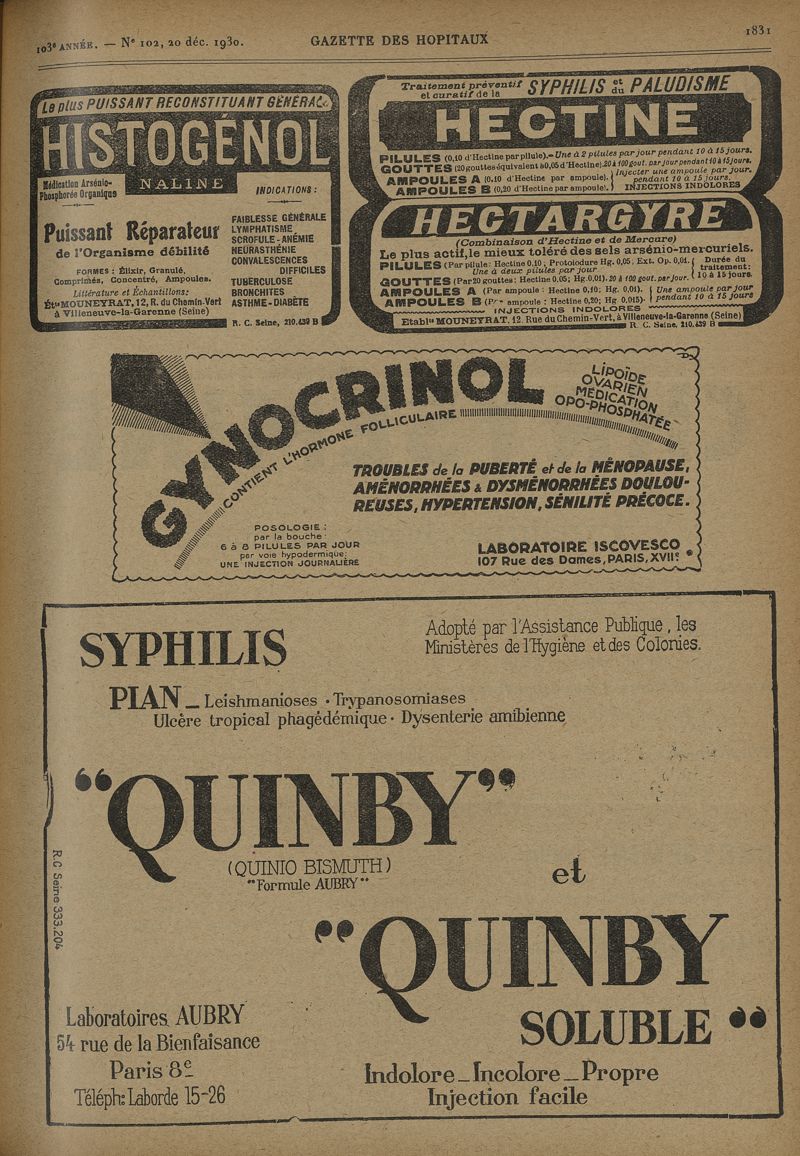 103e ANNÉE. — No 102, 20 déc. 1930.
GAZETTE DES HOPITAUX
1831
Le plus PUISSANT RECONSTITUANT GÉNÉRAL
HISTOGÉNOL
Médication Arsénio-
Phosphorée Organique
NALINE
INDICATIONS :
Puissant Réparateur
de l'Organisme débilité
FORMES : Élixir, Granulé,
Comprimés, Concentré, Ampoules.
Littérature et Échantillons :
Éts MOUNEYRAT, 12, R. du Chemin-Vert
à Villeneuve-la-Garenne (Seine)
FAIBLESSE GÉNÉRALE
LYMPHATISME
SCROFULE - ANÉMIE
NEURASTHÉNIE
CONVALESCENCES
DIFFICILES
TUBERCULOSE
BRONCHITES
ASTHME - DIABÈTE
R. C. Seine, 210.439 B
Traitement préventif
et curatif de la SYPHILIS et du PALUDISME
HECTINE
PILULES (0,10 d'Hectine par pilule). - Une à 2 pilules par jour pendant 10 à 15 jours.
GOUTTES (20 gouttes équivalent à 0,05 d'Hectine). 20 à 100 gout. par jour pendant 10 à 15 jours.
AMPOULES A (0,10 d'Hectine par ampoule).
AMPOULES B (0,20 d'Hectine par ampoule).
Injecter une ampoule par jour.
pendant 10 à 15 jours.
INJECTIONS INDOLORES
HECTARGYRE
(Combinaison d'Hectine et de Mercure)
Le plus actif, le mieux toléré des sels arsénio-mercuriels.
PILULES (Par pilule : Hectine 0,10 ; Protoiodure Hg. 0,05 ; Ext. Op. 0,01.
Une à deux pilules par jour
GOUTTES (Par 20 gouttes : Hectine 0,05 ; Hg. 0,01). 20 à 100 gout. par jour.
Durée du
traitement :
10 à 15 jours
AMPOULES A (Par ampoule : Hectine 0,10 ; Hg. 0,01).
AMPOULES B (Pr ampoule : Hectine 0,20 ; Hg 0,015).
Une ampoule par jour
pendant 10 à 15 jours
INJECTIONS INDOLORES
Etablts MOUNEYRAT, 12 Rue du Chemin-Vert, à Villeneuve-la-Garenne (Seine)
R. C. Seine, 210.439 B
GYNOCRINOL
CONTIENT L'HORMONE FOLLICULAIRE
LIPOÏDE
OVARIEN
MÉDICATION
OPO-PHOSPHATÉE
TROUBLES de la PUBERTÉ et de la MÉNOPAUSE,
AMÉNORRHÉES & DYSMÉNORRHÉES DOULOU-
REUSES, HYPERTENSION, SÉNILITÉ PRÉCOCE.
POSOLOGIE :
par la bouche :
6 à 8 PILULES PAR JOUR
par voie hypodermique :
UNE INJECTION JOURNALIÈRE
LABORATOIRE ISCOVESCO
107 Rue des Dames, PARIS, XVIIe
SYPHILIS
Adopté par l'Assistance Publique, les
Ministères de l'Hygiène et des Colonies.
PIAN — Leishmanioses · Trypanosomiases
Ulcère tropical phagédémique · Dysenterie amibienne
"QUINBY"
(QUINIO BISMUTH)
"Formule AUBRY"
et
"QUINBY
SOLUBLE"
R.C Seine 333.204
Laboratoires AUBRY
54 rue de la Bienfaisance
Paris 8e
Téléph: Laborde 15-26
Indolore — Incolore — Propre
Injection facile